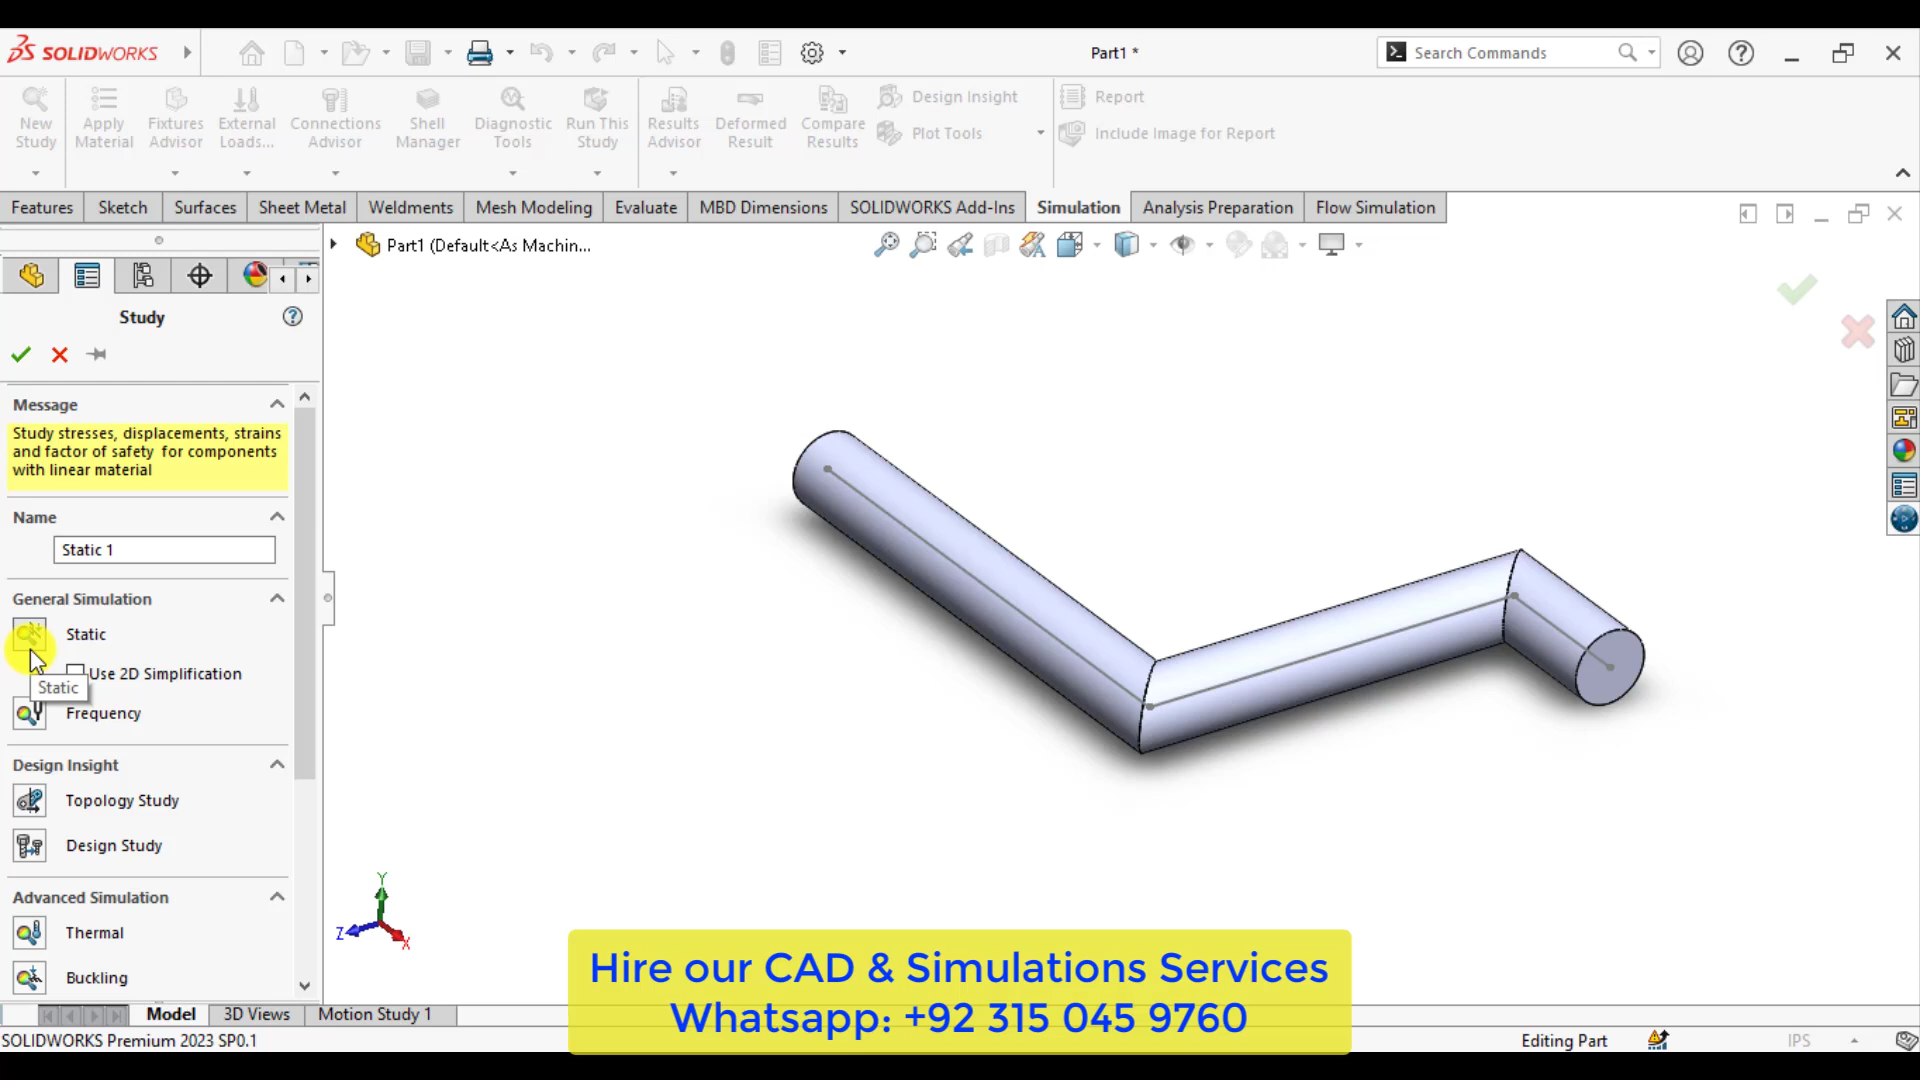 SOLIDWORKS
Part1 *
Search Commands
New Study
Apply Material
Fixtures Advisor
External Loads...
Connections Advisor
Shell Manager
Diagnostic Tools
Run This Study
Results Advisor
Deformed Result
Compare Results
Design Insight
Plot Tools
Report
Include Image for Report
Features
Sketch
Surfaces
Sheet Metal
Weldments
Mesh Modeling
Evaluate
MBD Dimensions
SOLIDWORKS Add-Ins
Simulation
Analysis Preparation
Flow Simulation
Part1 (Default<As Machin...
Study
Message
Study stresses, displacements, strains
and factor of safety for components
with linear material
Name
Static 1
General Simulation
Static
Use 2D Simplification
Static
Frequency
Design Insight
Topology Study
Design Study
Advanced Simulation
Thermal
Buckling
Y
Z
X
Hire our CAD & Simulations Services
Whatsapp: +92 315 045 9760
Model
3D Views
Motion Study 1
SOLIDWORKS Premium 2023 SP0.1
Editing Part
IPS